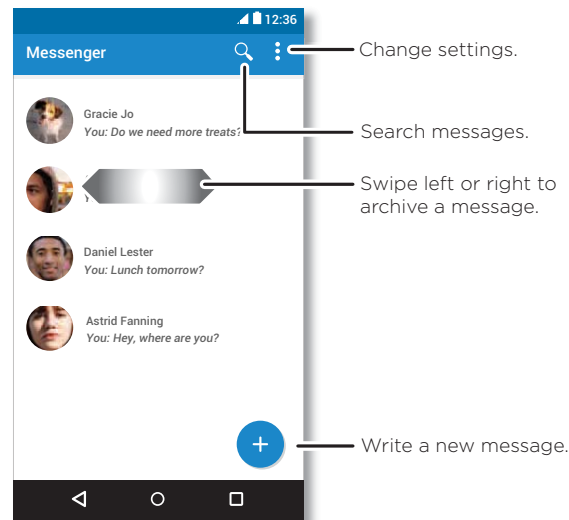 12:36
Messenger
Change settings.
Gracie Jo
You: Do we need more treats?
Search messages.
Swipe left or right to
archive a message.
Daniel Lester
You: Lunch tomorrow?
Astrid Fanning
You: Hey, where are you?
Write a new message.